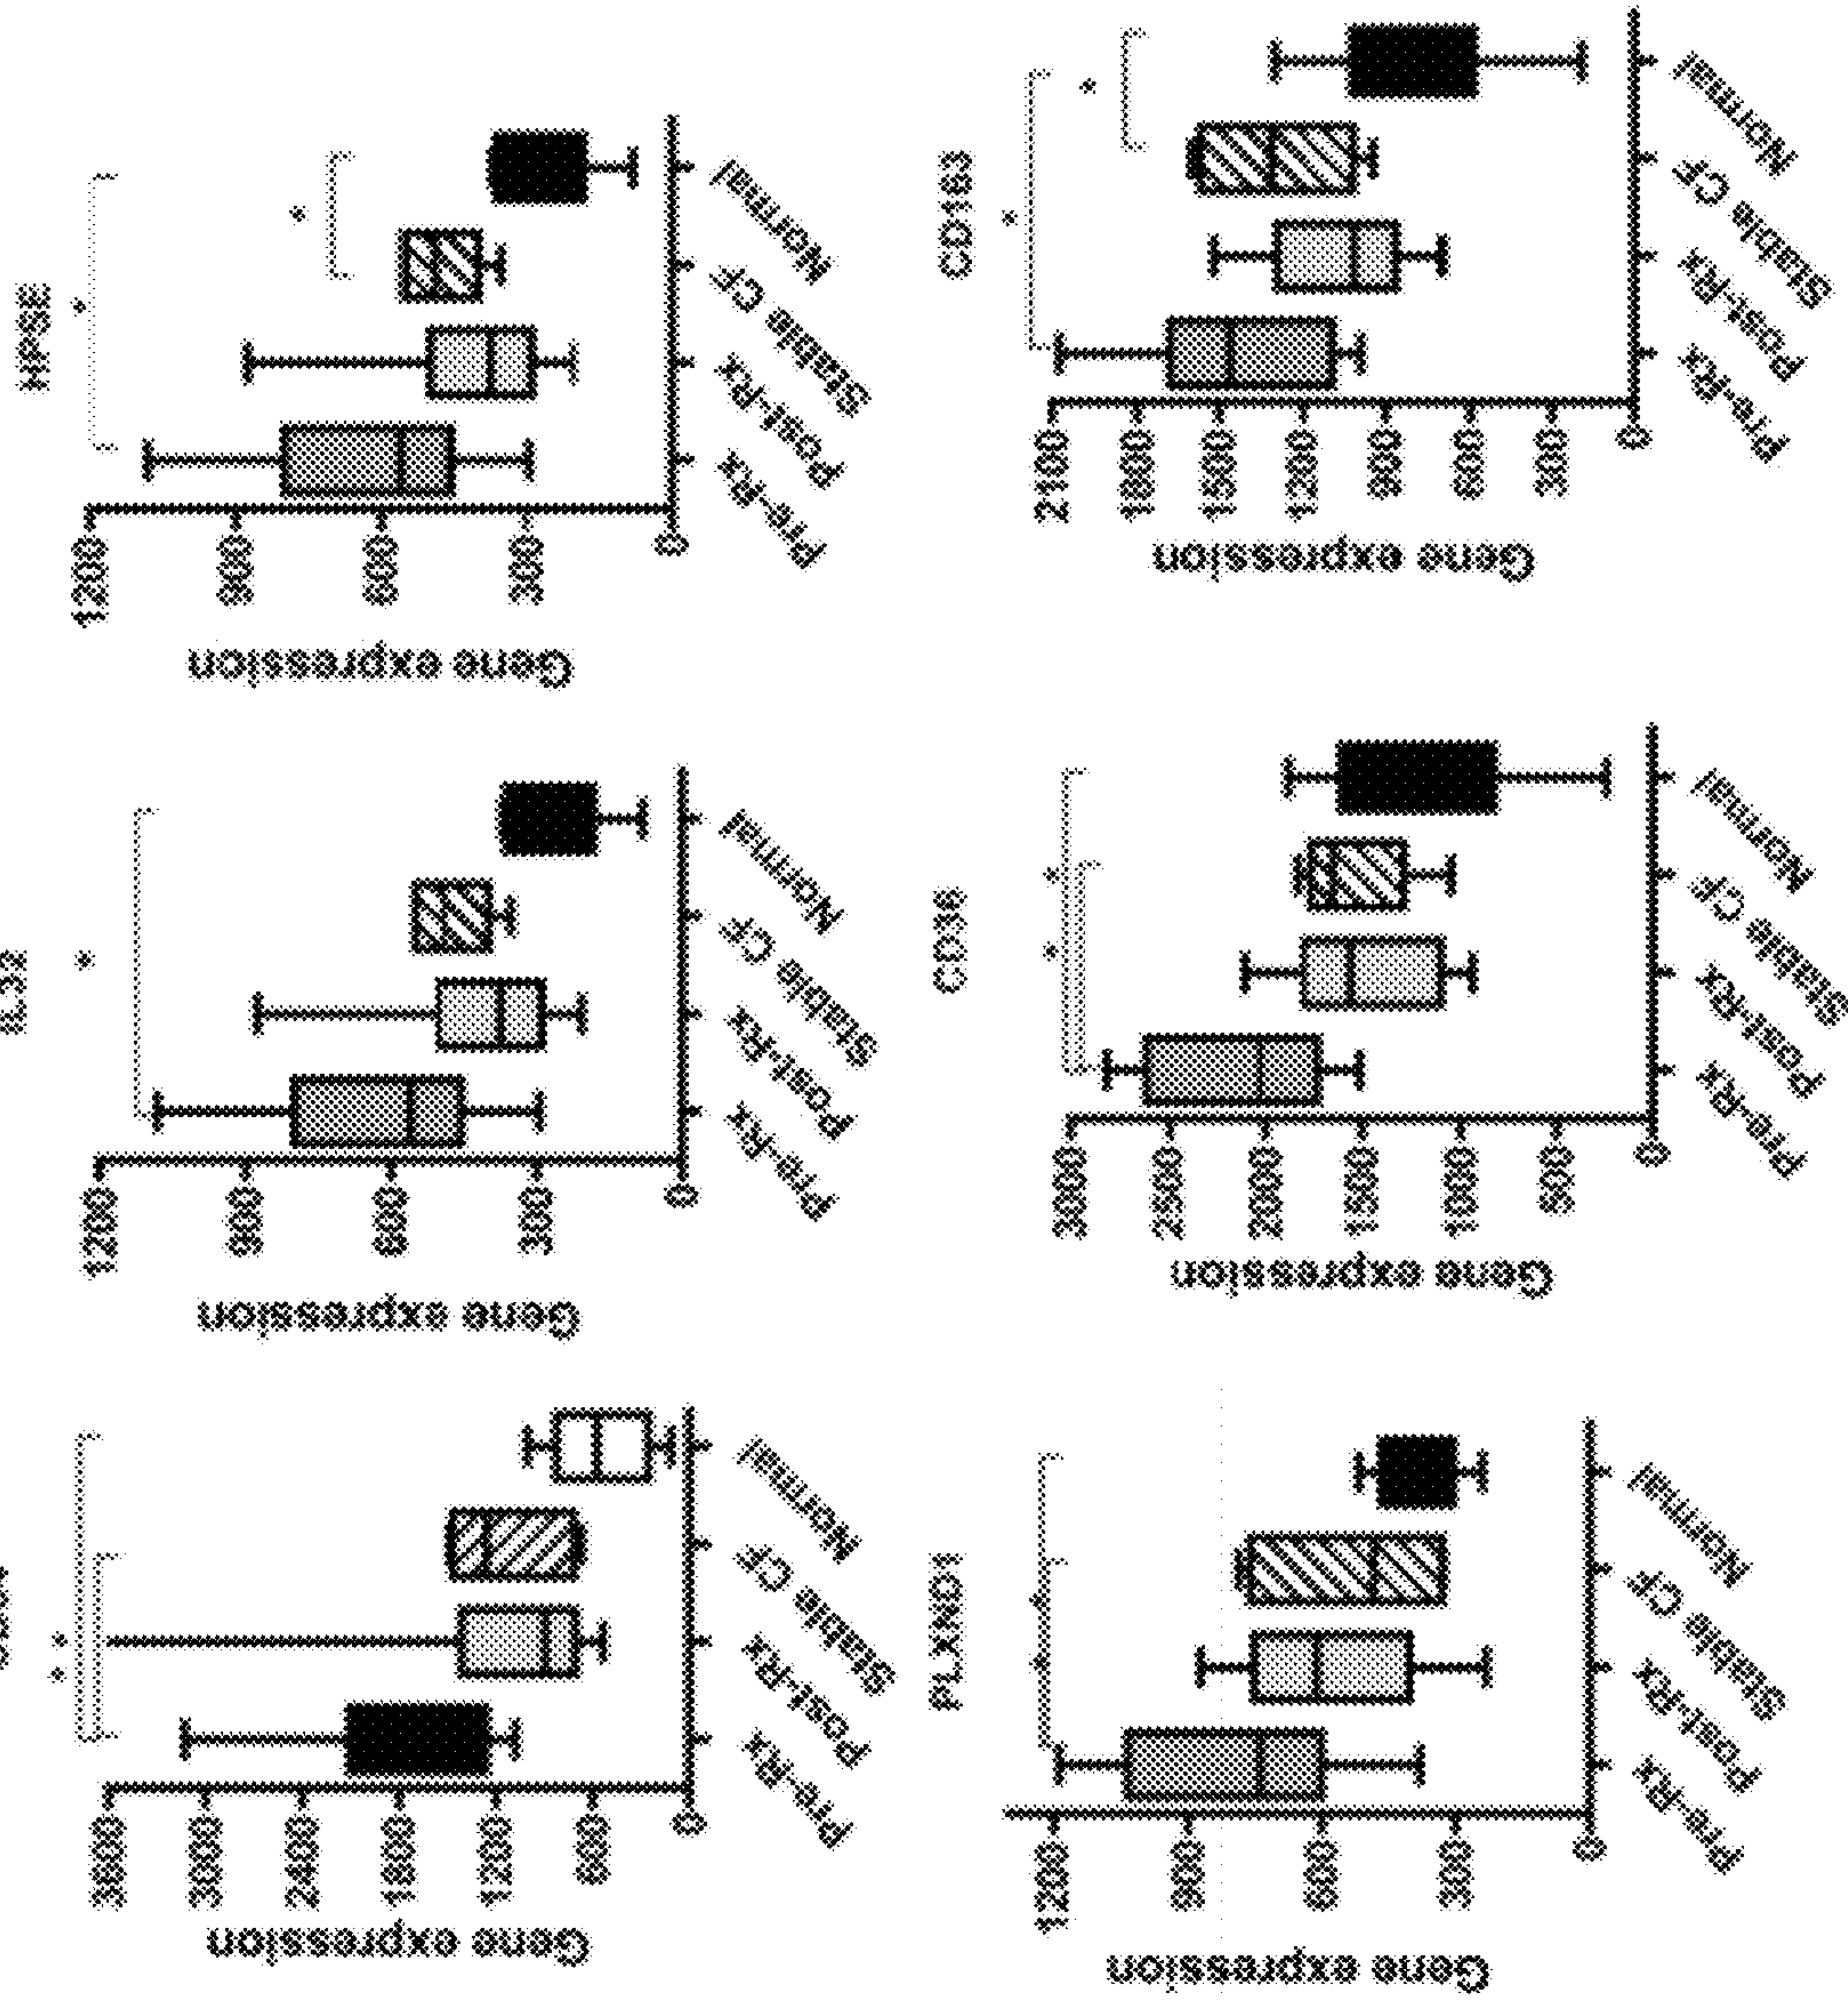 Gene expression
3600
3000
2400
1800
1200
600
0
Pre-Rx
Post-Rx
Stable CF
Normal
IL32
Gene expression
1200
900
600
300
0
Pre-Rx
Post-Rx
Stable CF
Normal
HPSE
Gene expression
1200
900
600
300
0
Pre-Rx
Post-Rx
Stable CF
Normal
PLXND1
Gene expression
1200
900
600
300
0
Pre-Rx
Post-Rx
Stable CF
Normal
CD36
Gene expression
3000
2500
2000
1500
1000
500
0
Pre-Rx
Post-Rx
Stable CF
Normal
CD163
Gene expression
2100
1800
1500
1200
900
600
300
0
Pre-Rx
Post-Rx
Stable CF
Normal